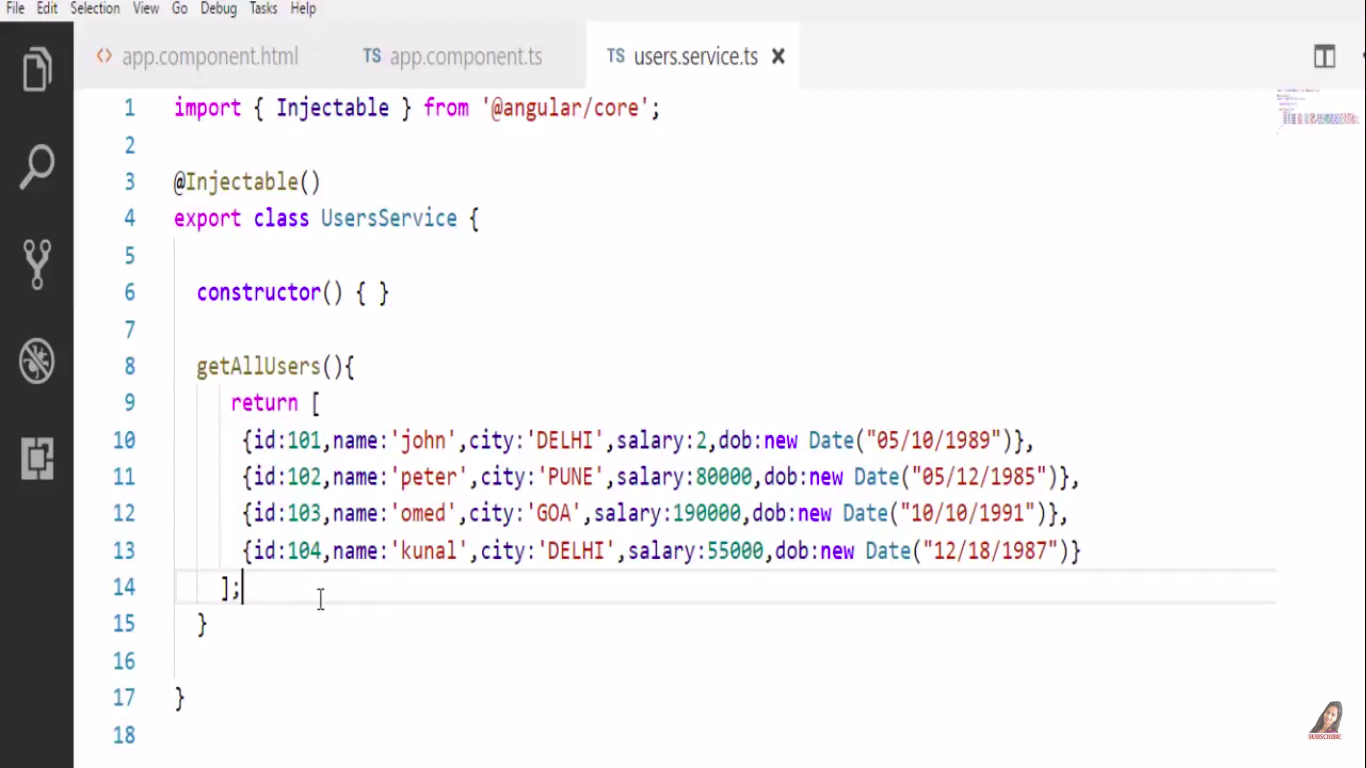 File Edit Selection View Go Debug Tasks Help
<> app.component.html TS app.component.ts TS users.service.ts
1 import { Injectable } from '@angular/core';
2
3 @Injectable()
4 export class UsersService {
5
6 constructor() { }
7
8 getAllUsers(){
9 return [
10 {id:101,name:'john',city:'DELHI',salary:2,dob:new Date("05/10/1989")},
11 {id:102,name:'peter',city:'PUNE',salary:80000,dob:new Date("05/12/1985")},
12 {id:103,name:'omed',city:'GOA',salary:190000,dob:new Date("10/10/1991")},
13 {id:104,name:'kunal',city:'DELHI',salary:55000,dob:new Date("12/18/1987")}
14 ];
15 }
16
17 }
18
SUBSCRIBE